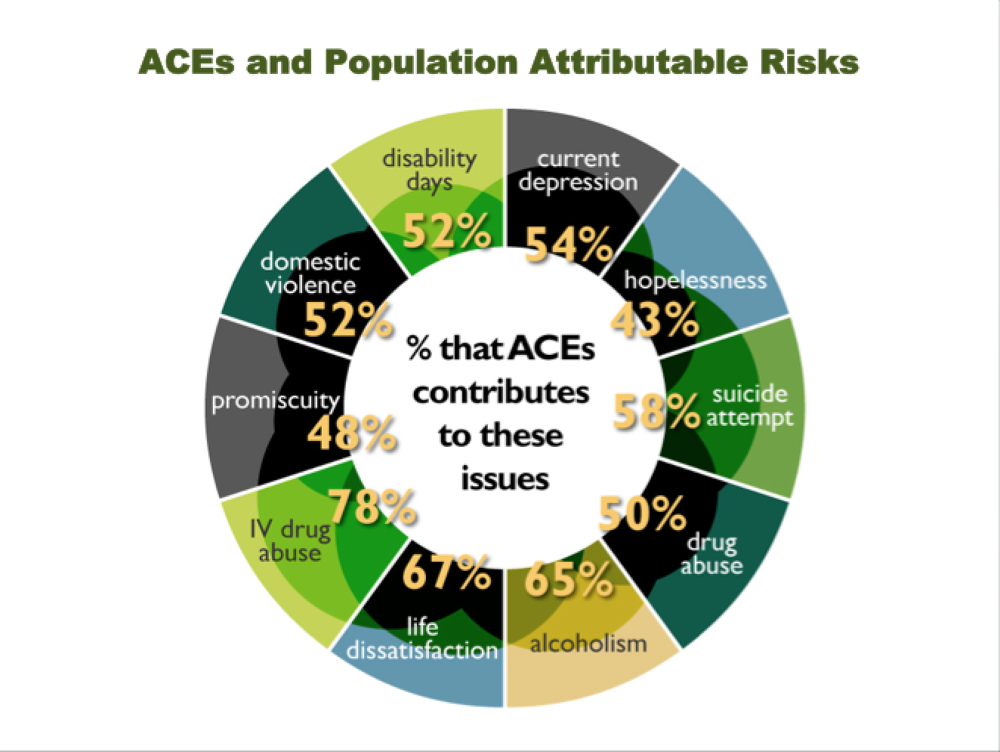 ACEs and Population Attributable Risks
disability
days
52%
current
depression
54%
hopelessness
43%
suicide
attempt
58%
drug
abuse
50%
alcoholism
65%
life
dissatisfaction
67%
IV drug
abuse
78%
promiscuity
48%
domestic
violence
52%
% that ACEs
contributes
to these
issues